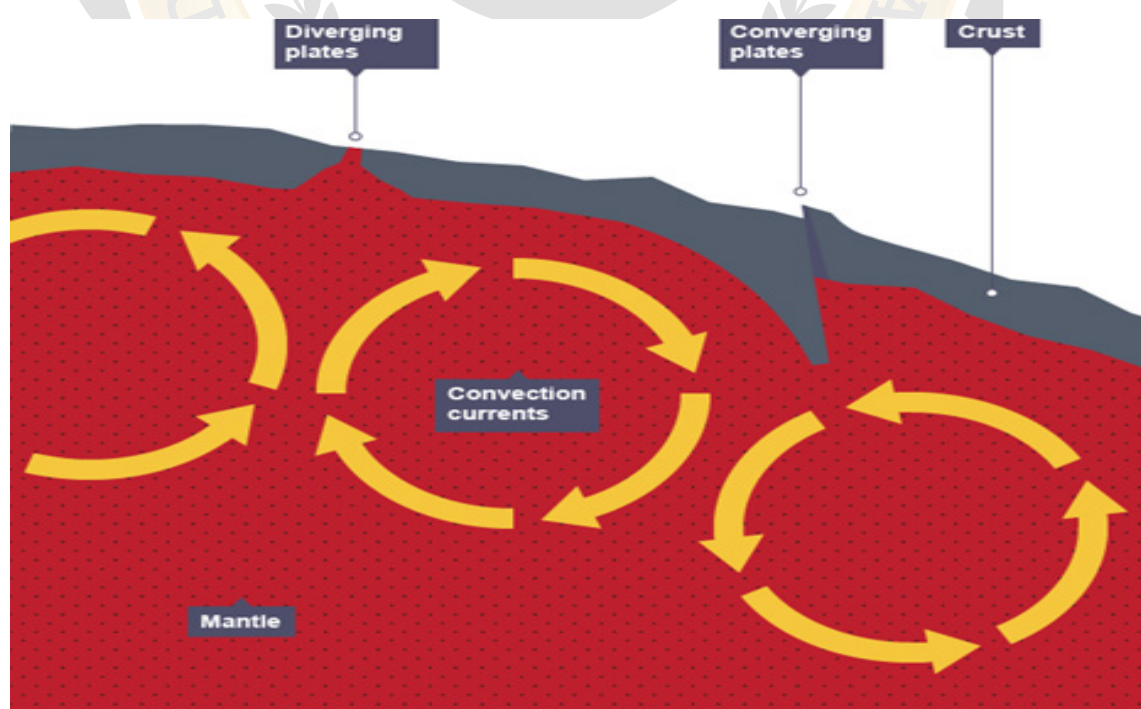 Diverging
plates
Converging
plates
Crust
Convection
currents
Mantle